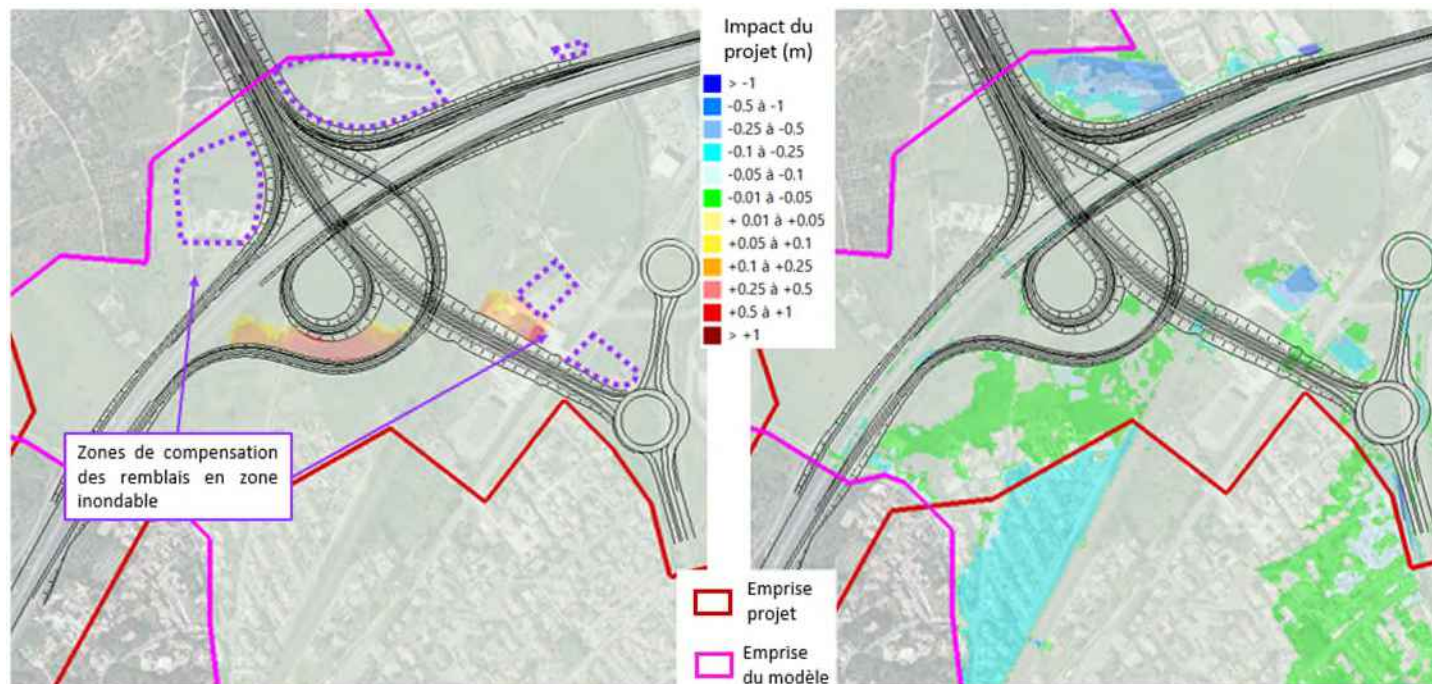 Impact du
projet (m)
> -1
-0.5 à -1
-0.25 à -0.5
-0.1 à -0.25
-0.05 à -0.1
-0.01 à -0.05
+ 0.01 à +0.05
+0.05 à +0.1
+0.1 à +0.25
+0.25 à +0.5
+0.5 à +1
> +1
Zones de compensation
des remblais en zone
inondable
Emprise
projet
Emprise
du modèle